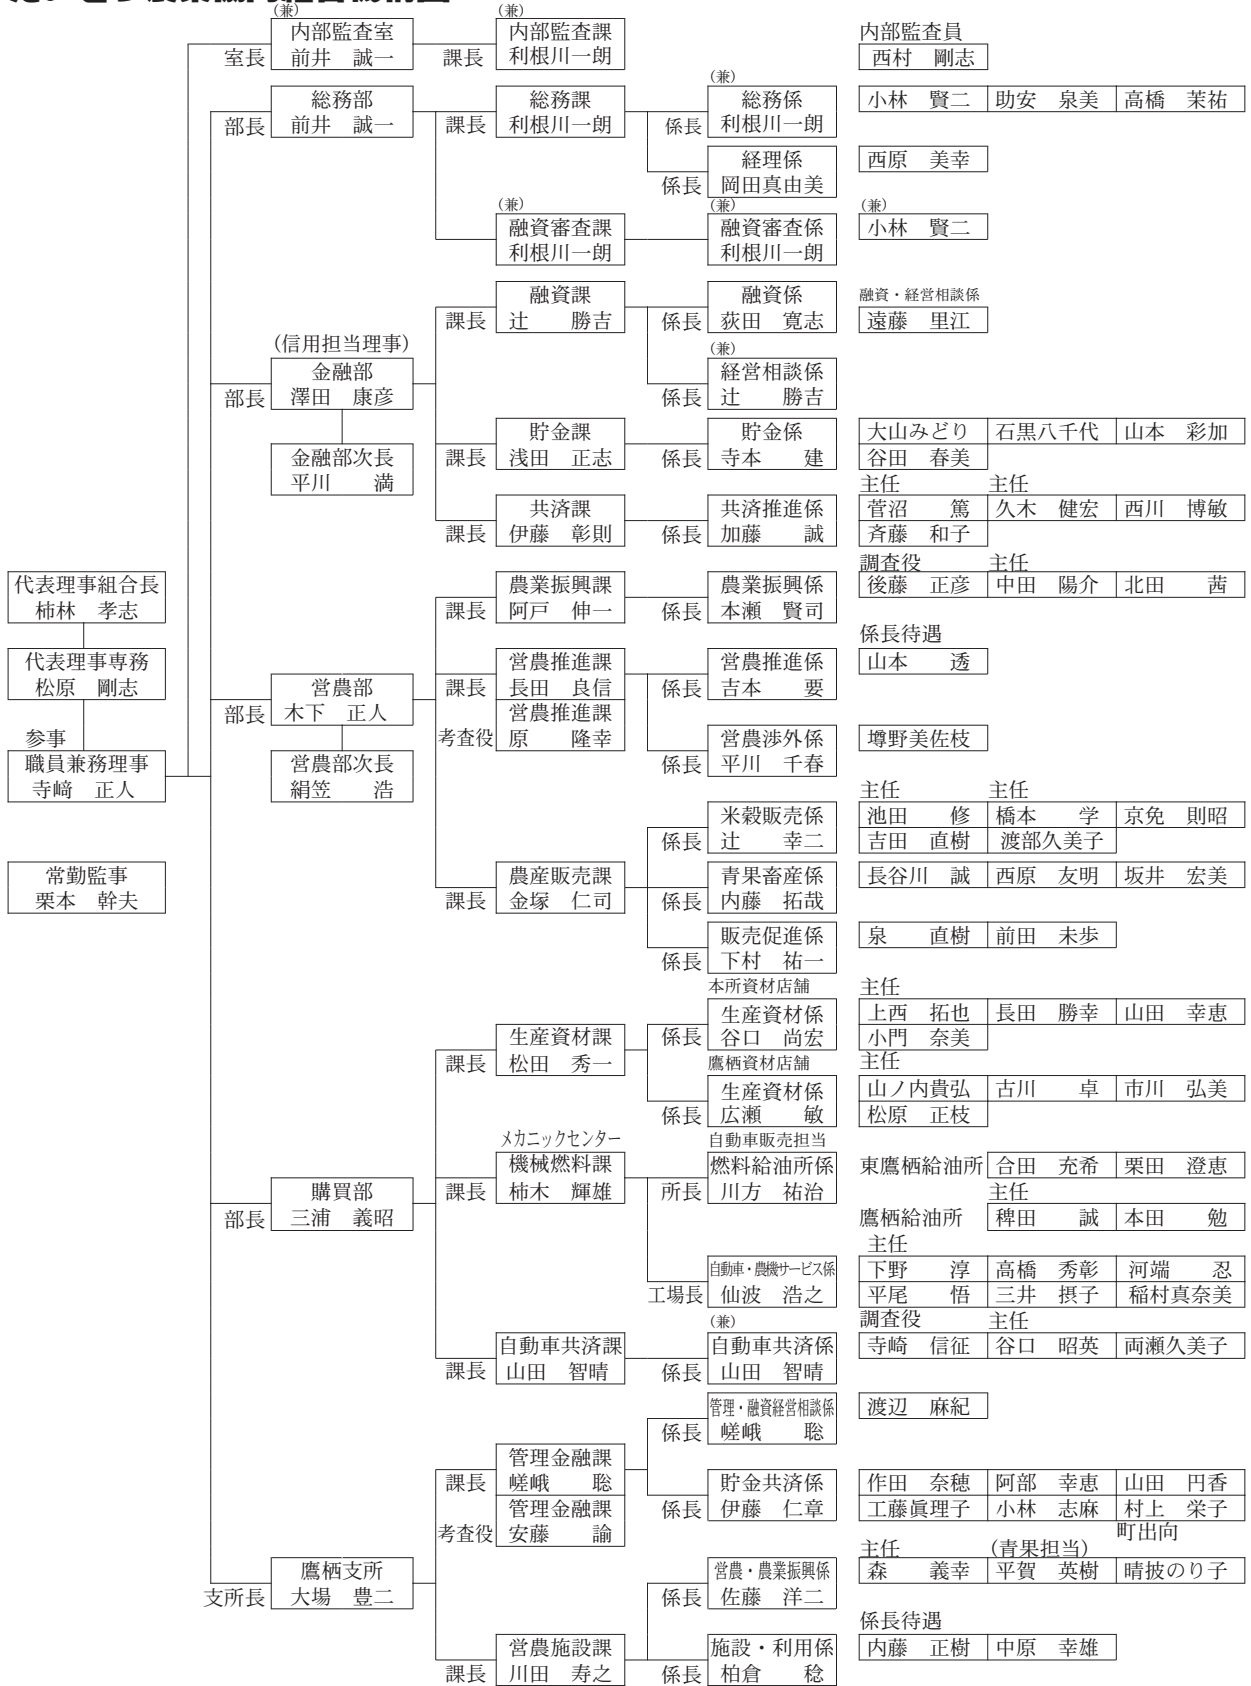 (兼) (兼)
内部監査室 内部監査課 内部監査員
室長 前井 誠一 課長 利根川一朗 西村 剛志
(兼)
総務部 総務課 総務係 小林 賢二 助安 泉美 高橋 茉祐
部長 前井 誠一 課長 利根川一朗 係長 利根川一朗
経理係 西原 美幸
係長 岡田真由美
(兼) (兼) (兼)
融資審査課 融資審査係 小林 賢二
利根川一朗 利根川一朗
融資課 融資係 融資・経営相談係
課長 辻 勝吉 係長 荻田 寛志 遠藤 里江
(信用担当理事) (兼)
金融部 経営相談係
部長 澤田 康彦 係長 辻 勝吉
貯金課 貯金係 大山みどり 石黒八千代 山本 彩加
金融部次長 課長 浅田 正志 係長 寺本 建 谷田 春美
平川 満 主任 主任
共済課 共済推進係 菅沼 篤 久木 健宏 西川 博敏
課長 伊藤 彰則 係長 加藤 誠 斉藤 和子
調査役 主任
代表理事組合長 農業振興課 農業振興係 後藤 正彦 中田 陽介 北田 茜
柿林 孝志 課長 阿戸 伸一 係長 本瀬 賢司
係長待遇
代表理事専務 営農部 営農推進課 営農推進係 山本 透
松原 剛志 部長 木下 正人 課長 長田 良信 係長 吉本 要
参事 営農推進課
考査役 原 隆幸 営農渉外係 壿野美佐枝
職員兼務理事 営農部次長 係長 平川 千春
寺﨑 正人 絹笠 浩 主任 主任
米穀販売係 池田 修 橋本 学 京免 則昭
係長 辻 幸二 吉田 直樹 渡部久美子
常勤監事 農産販売課 青果畜産係 長谷川 誠 西原 友明 坂井 宏美
栗本 幹夫 課長 金塚 仁司 係長 内藤 拓哉
販売促進係 泉 直樹 前田 未歩
係長 下村 祐一
本所資材店舗 主任
生産資材係 上西 拓也 長田 勝幸 山田 幸恵
生産資材課 係長 谷口 尚宏 小門 奈美
課長 松田 秀一 鷹栖資材店舗 主任
生産資材係 山ノ内貴弘 古川 卓 市川 弘美
係長 広瀬 敏 松原 正枝
メカニックセンター 自動車販売担当
機械燃料課 燃料給油所係 東鷹栖給油所 合田 充希 栗田 澄恵
購買部 課長 柿木 輝雄 所長 川方 祐治 主任
部長 三浦 義昭 鷹栖給油所 稗田 誠 本田 勉
主任
自動車・農機サービス係 下野 淳 高橋 秀彰 河端 忍
工場長 仙波 浩之 平尾 悟 三井 摂子 稲村真奈美
(兼) 調査役 主任
自動車共済課 自動車共済係 寺崎 信征 谷口 昭英 両瀬久美子
課長 山田 智晴 係長 山田 智晴
管理・融資経営相談係 渡辺 麻紀
係長 嵯峨 聡
管理金融課
課長 嵯峨 聡 貯金共済係 作田 奈穂 阿部 幸恵 山田 円香
管理金融課 係長 伊藤 仁章 工藤眞理子 小林 志麻 村上 栄子
考査役 安藤 諭 町出向
主任 (青果担当)
鷹栖支所 営農・農業振興係 森 義幸 平賀 英樹 晴披のり子
支所長 大場 豊二 係長 佐藤 洋二
係長待遇
営農施設課 施設・利用係 内藤 正樹 中原 幸雄
課長 川田 寿之 係長 柏倉 稔